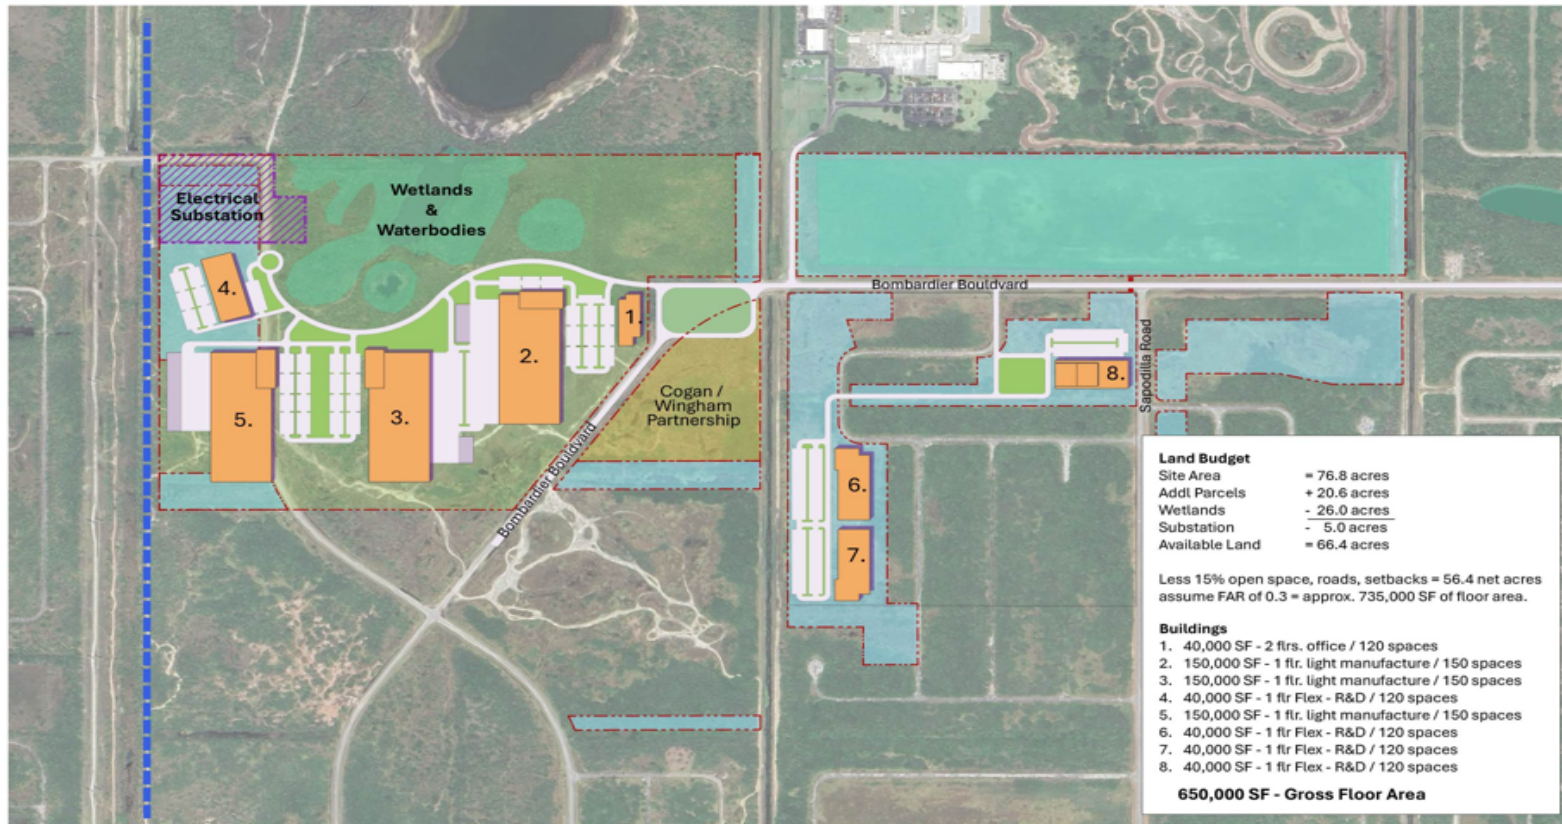 Electrical
Substation
Wetlands
&
Waterbodies
4.
1.
2.
5.
3.
Bombardier Bouldvard
Cogan /
Wingham
Partnership
Bombardier Bouldvard
Sapodilla Road
8.
6.
7.
Land Budget
Site Area = 76.8 acres
Addl Parcels + 20.6 acres
Wetlands - 26.0 acres
Substation - 5.0 acres
Available Land = 66.4 acres
Less 15% open space, roads, setbacks = 56.4 net acres
assume FAR of 0.3 = approx. 735,000 SF of floor area.
Buildings
1. 40,000 SF - 2 flrs. office / 120 spaces
2. 150,000 SF - 1 flr. light manufacture / 150 spaces
3. 150,000 SF - 1 flr. light manufacture / 150 spaces
4. 40,000 SF - 1 flr Flex - R&D / 120 spaces
5. 150,000 SF - 1 flr. light manufacture / 150 spaces
6. 40,000 SF - 1 flr Flex - R&D / 120 spaces
7. 40,000 SF - 1 flr Flex - R&D / 120 spaces
8. 40,000 SF - 1 flr Flex - R&D / 120 spaces
650,000 SF - Gross Floor Area